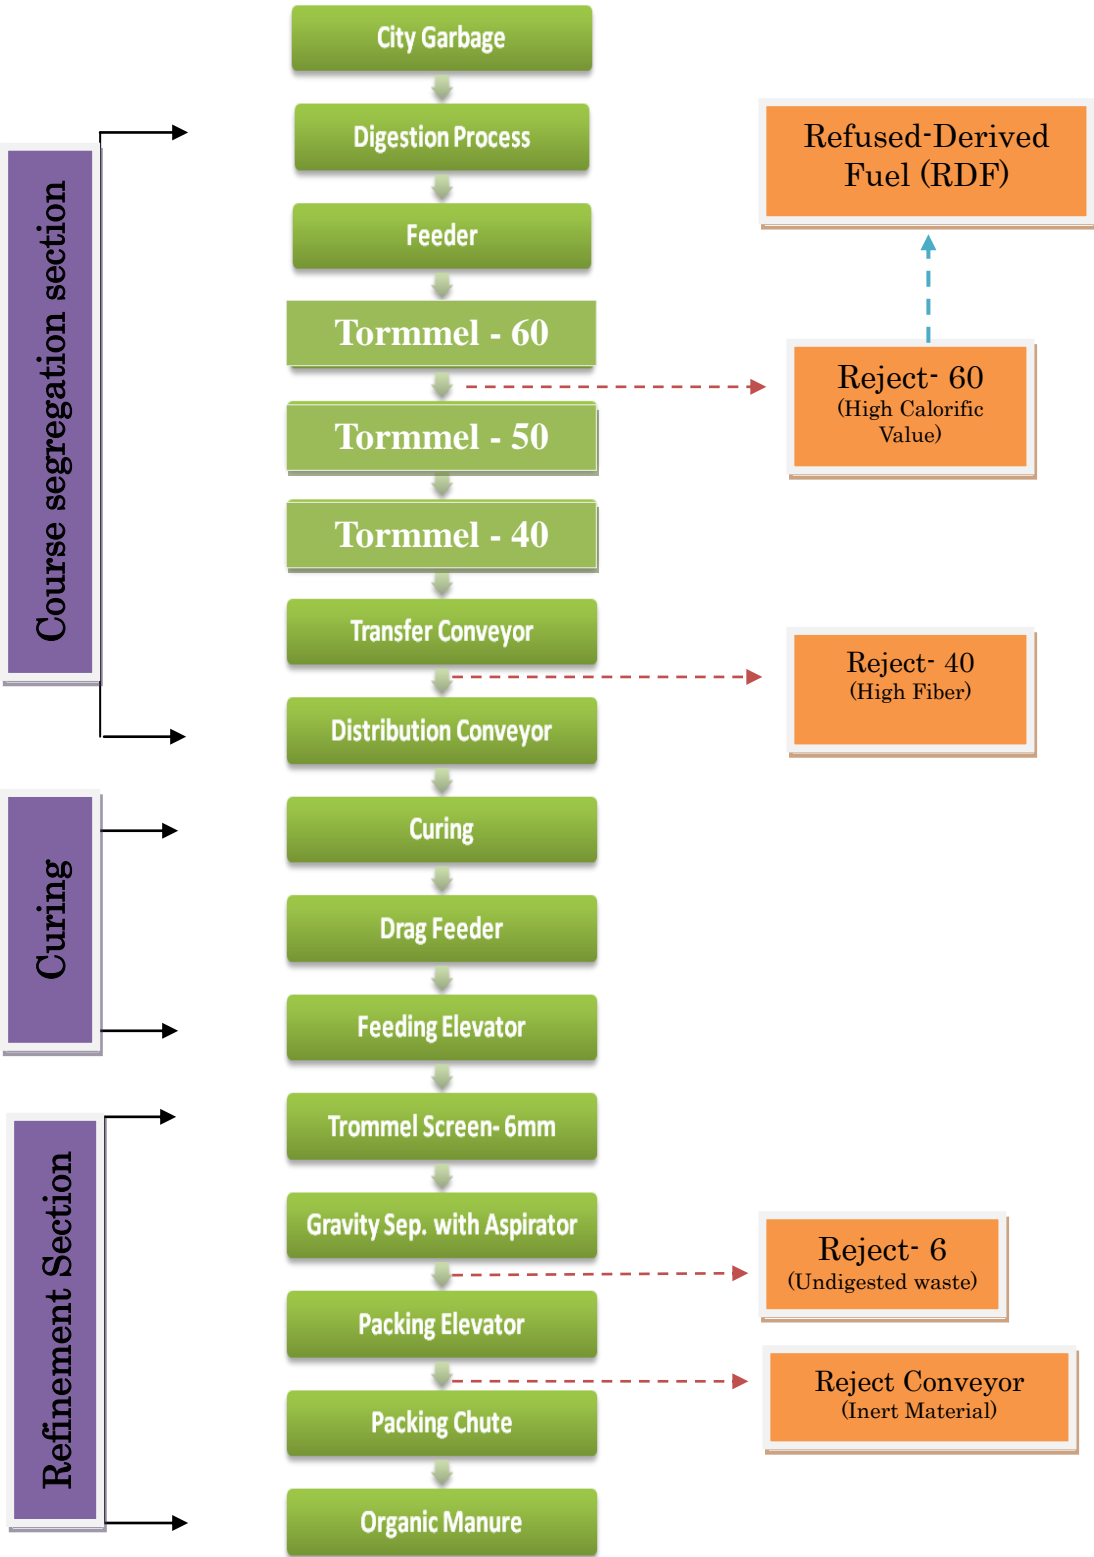 City Garbage
Digestion Process
Feeder
Tormmel - 60
Tormmel - 50
Tormmel - 40
Transfer Conveyor
Distribution Conveyor
Curing
Drag Feeder
Feeding Elevator
Trommel Screen- 6mm
Gravity Sep. with Aspirator
Packing Elevator
Packing Chute
Organic Manure
Course segregation section
Curing
Refinement Section
Refused-Derived
Fuel (RDF)
Reject- 60
(High Calorific
Value)
Reject- 40
(High Fiber)
Reject- 6
(Undigested waste)
Reject Conveyor
(Inert Material)